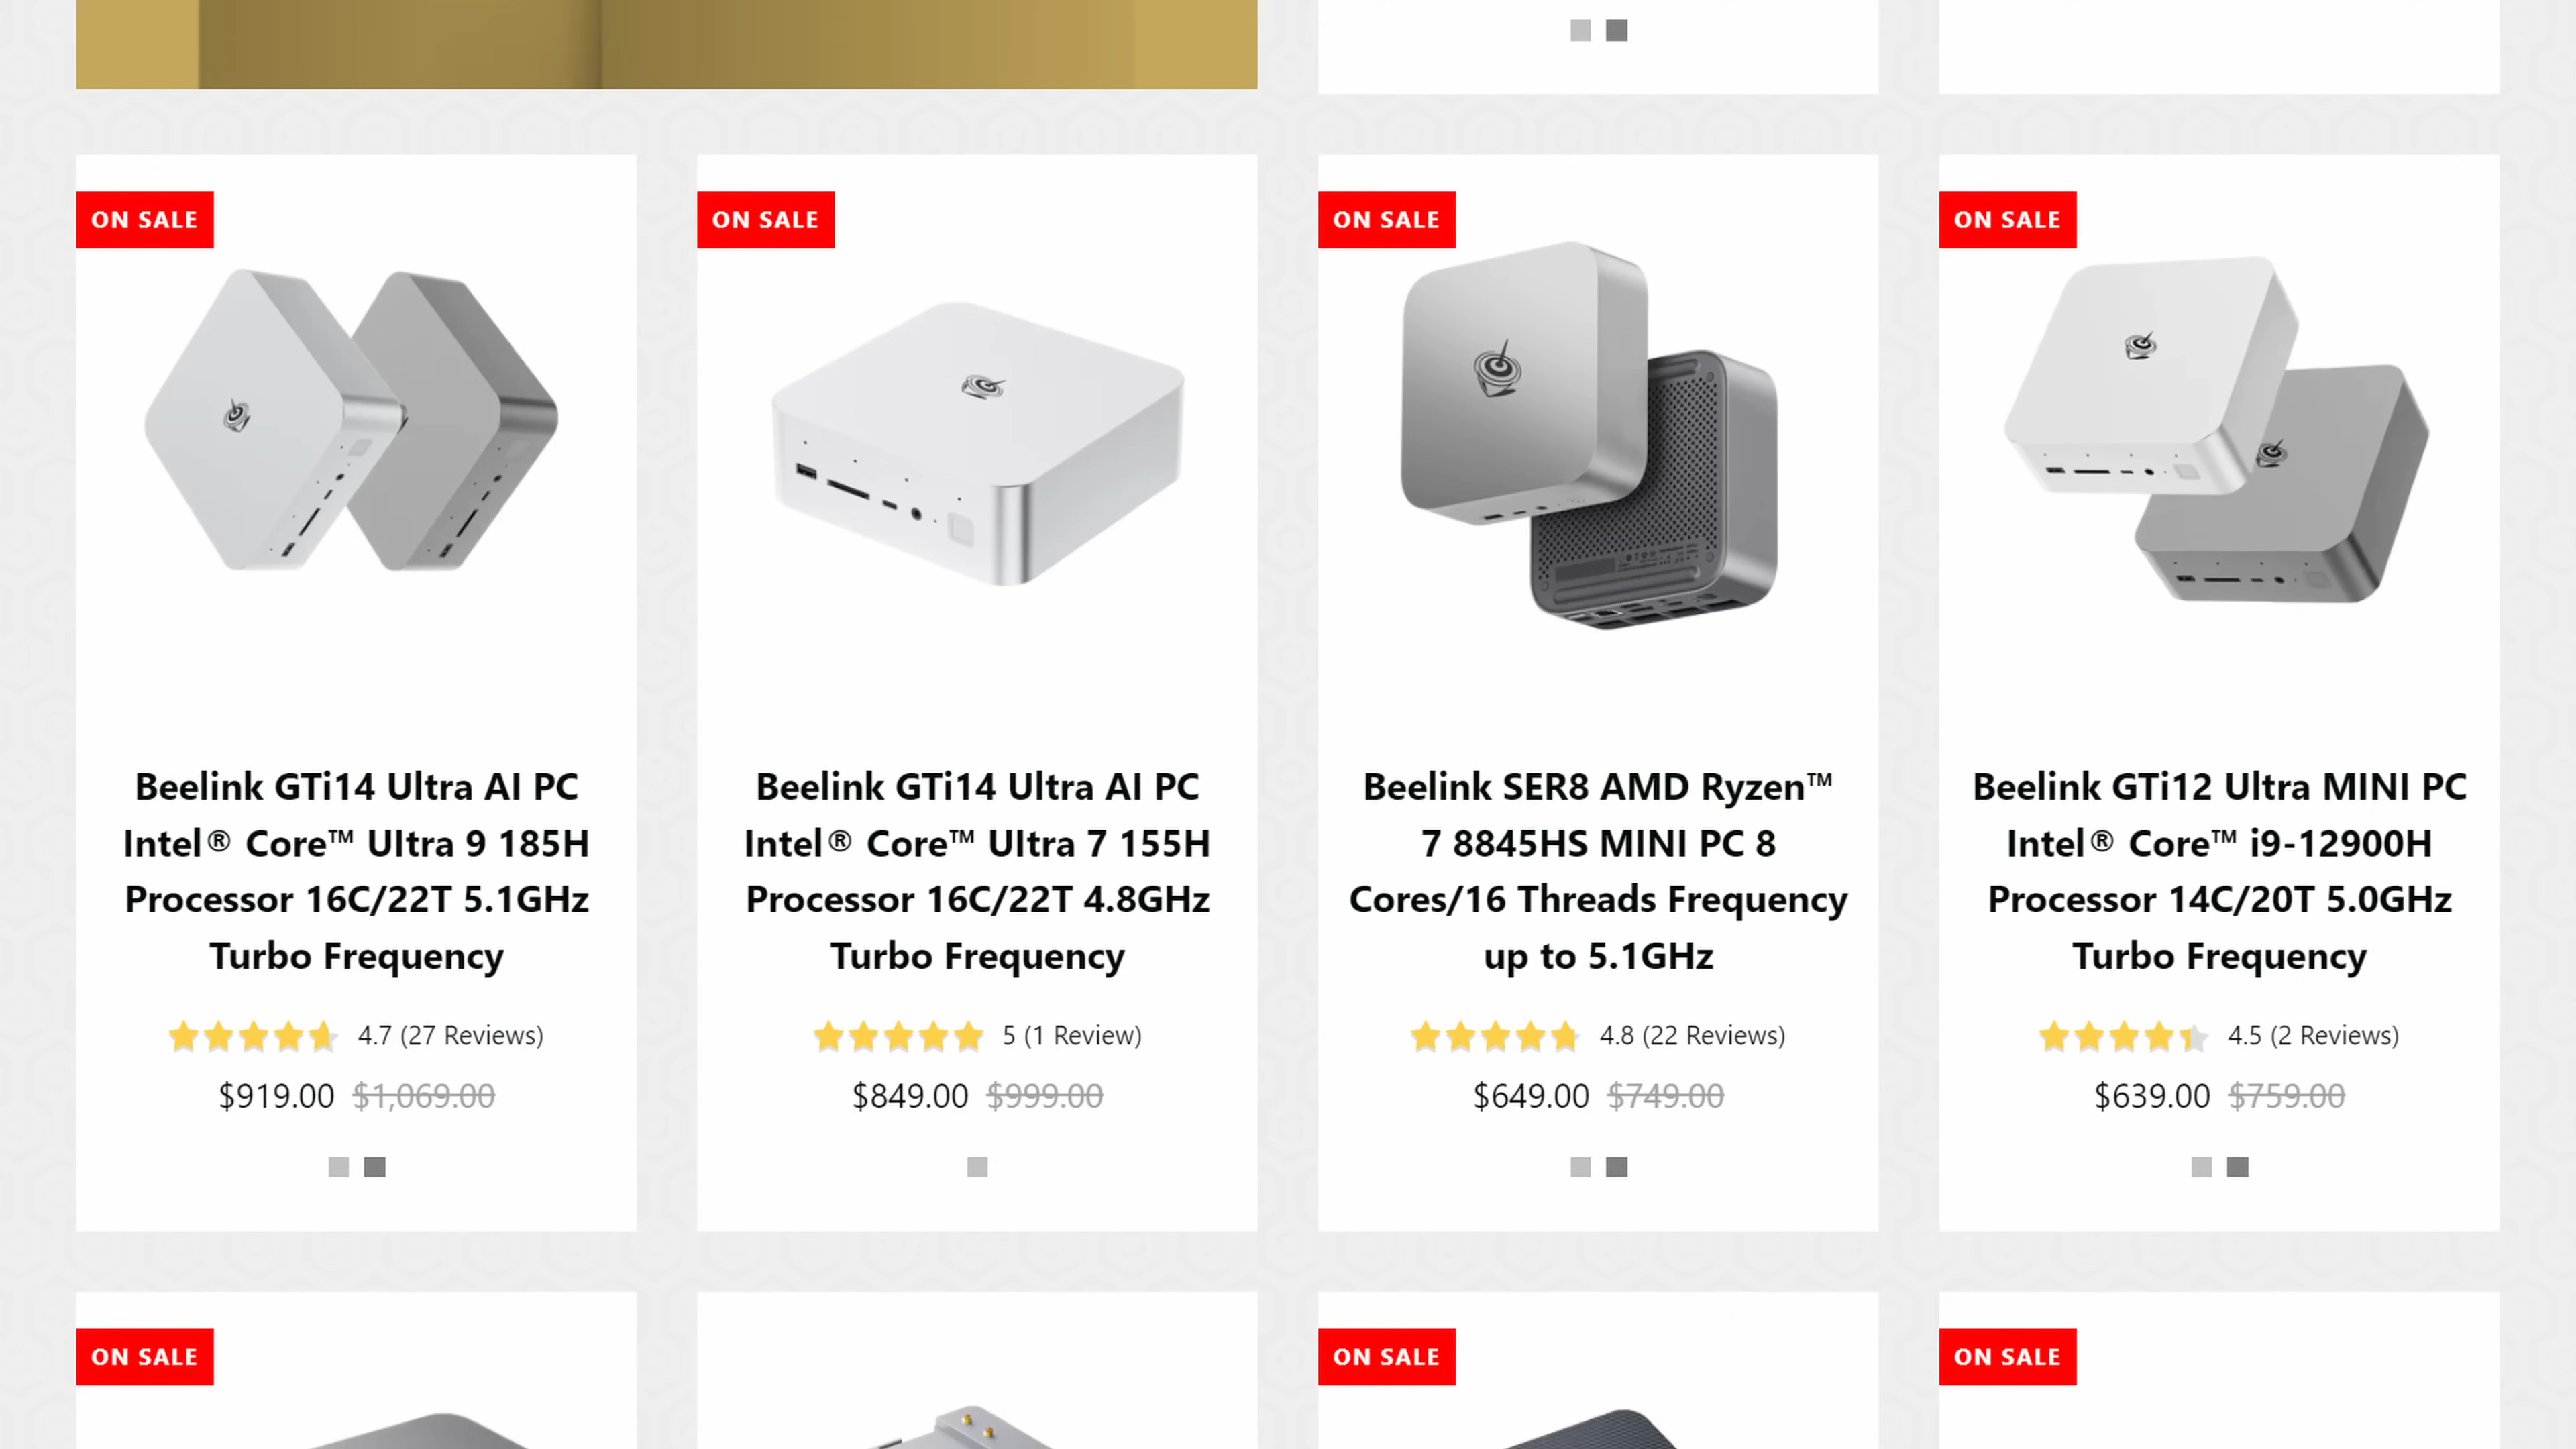 ON SALE
Beelink GTi14 Ultra AI PC
Intel® Core™ Ultra 9 185H
Processor 16C/22T 5.1GHz
Turbo Frequency
4.7 (27 Reviews)
$919.00 $1,069.00
ON SALE
Beelink GTi14 Ultra AI PC
Intel® Core™ Ultra 7 155H
Processor 16C/22T 4.8GHz
Turbo Frequency
5 (1 Review)
$849.00 $999.00
ON SALE
Beelink SER8 AMD Ryzen™
7 8845HS MINI PC 8
Cores/16 Threads Frequency
up to 5.1GHz
4.8 (22 Reviews)
$649.00 $749.00
ON SALE
Beelink GTi12 Ultra MINI PC
Intel® Core™ i9-12900H
Processor 14C/20T 5.0GHz
Turbo Frequency
4.5 (2 Reviews)
$639.00 $759.00
ON SALE
ON SALE
ON SALE